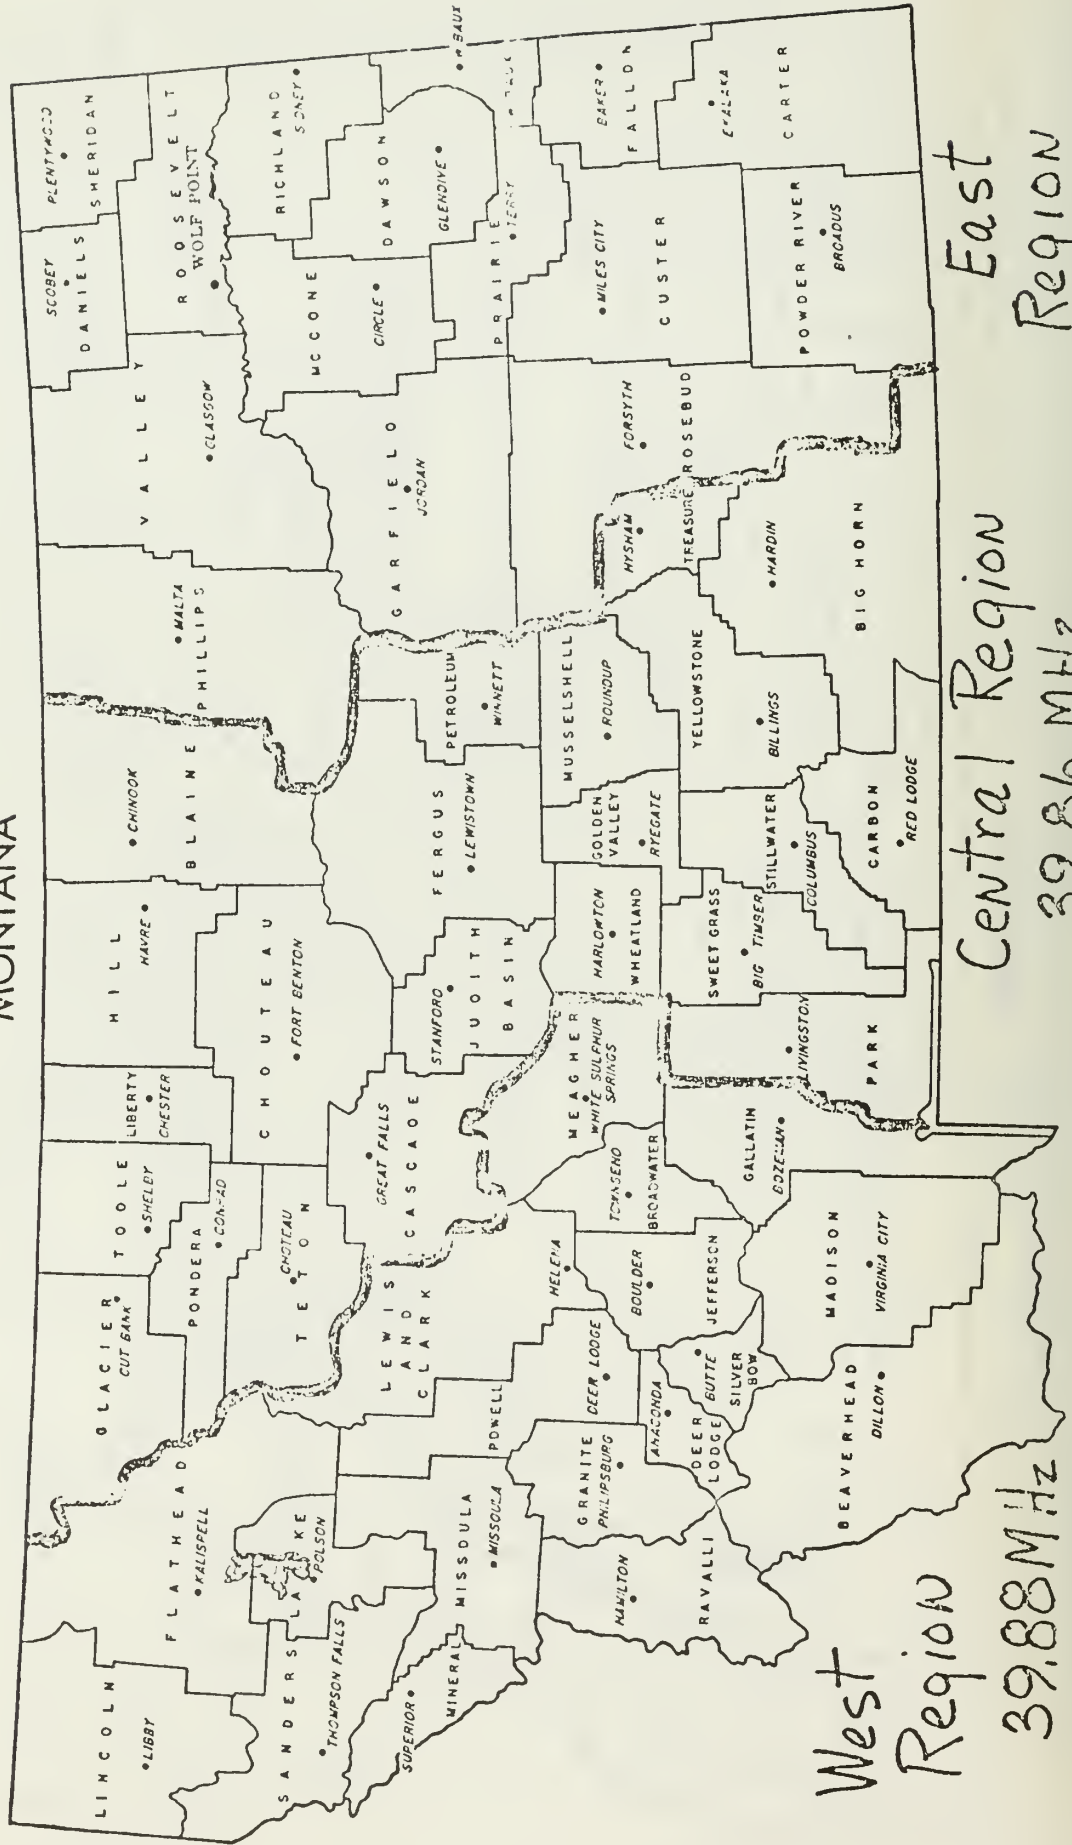 MONTANA
LINCOLN
LIBBY
FLATHEAD
KALISPELL
GLACIER
CUT BANK
TOOLE
SHELBY
LIBERTY
CHESTER
HILL
HAVRE
BLAINE
CHINOOK
PHILLIPS
MALTA
VALLEY
GLASGOW
DANIELS
SCOBEY
SHERIDAN
PLENTYWOOD
ROOSEVELT
WOLF POINT
PONDERA
CONRAD
TETON
CHOTEAU
CHOUTEAU
FORT BENTON
SANDERS
THOMPSON FALLS
LAKE
POLSON
MINERAL
SUPERIOR
MISSOULA
MISSOULA
POWELL
DEER LODGE
LEWIS
AND
CLARK
HELENA
CASCADE
GREAT FALLS
JUDITH
BASIN
STANFORD
FERGUS
LEWISTOWN
PETROLEUM
WINNETT
GARFIELD
JORDAN
MCCONE
CIRCLE
RICHLAND
SIDNEY
DAWSON
GLENDIVE
PRAIRIE
TERRY
BAUX
GRANITE
PHILIPSBURG
RAVALLI
HAMILTON
DEER
LODGE
ANACONDA
SILVER
BOW
BUTTE
JEFFERSON
BOULDER
BROADWATER
TOWNSEND
MEAGHER
WHITE SULPHUR
SPRINGS
WHEATLAND
HARLOWTON
GOLDEN
VALLEY
RYEGATE
MUSSELSHELL
ROUNDUP
TREASURE
HYSHAM
ROSEBUD
FORSYTH
CUSTER
MILES CITY
FALLON
BAKER
CARTER
EKALAKA
POWDER RIVER
BROADUS
BEAVERHEAD
DILLON
MADISON
VIRGINIA CITY
GALLATIN
BOZEMAN
PARK
LIVINGSTON
SWEET GRASS
BIG TIMBER
STILLWATER
COLUMBUS
CARBON
RED LODGE
YELLOWSTONE
BILLINGS
BIG HORN
HARDIN
West
Region
39.88MHz
Central Region
39.86 MHz
East
Region